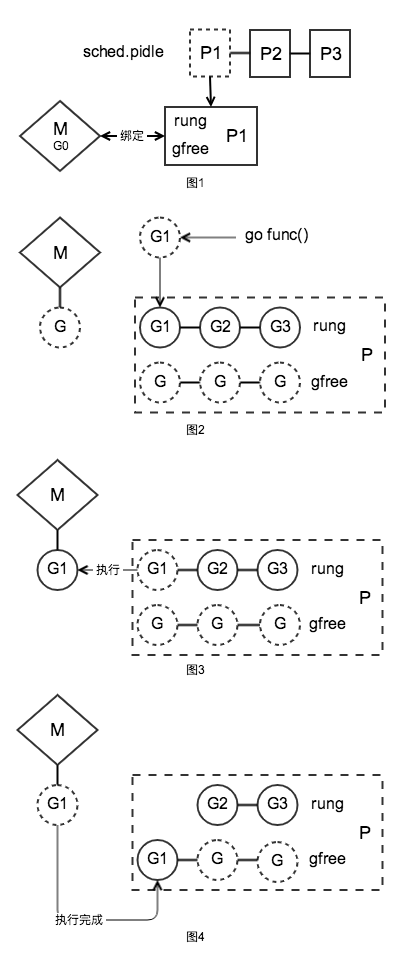 sched.pidle P1 P2 P3
M
G0
绑定
rung
gfree
P1
图1
M
G
G1 go func()
G1 G2 G3 rung
P
G G G gfree
图2
M
G1 执行 G1 G2 G3 rung
P
G G G gfree
图3
M
G1
G2 G3 rung
P
G1 G G gfree
执行完成
图4